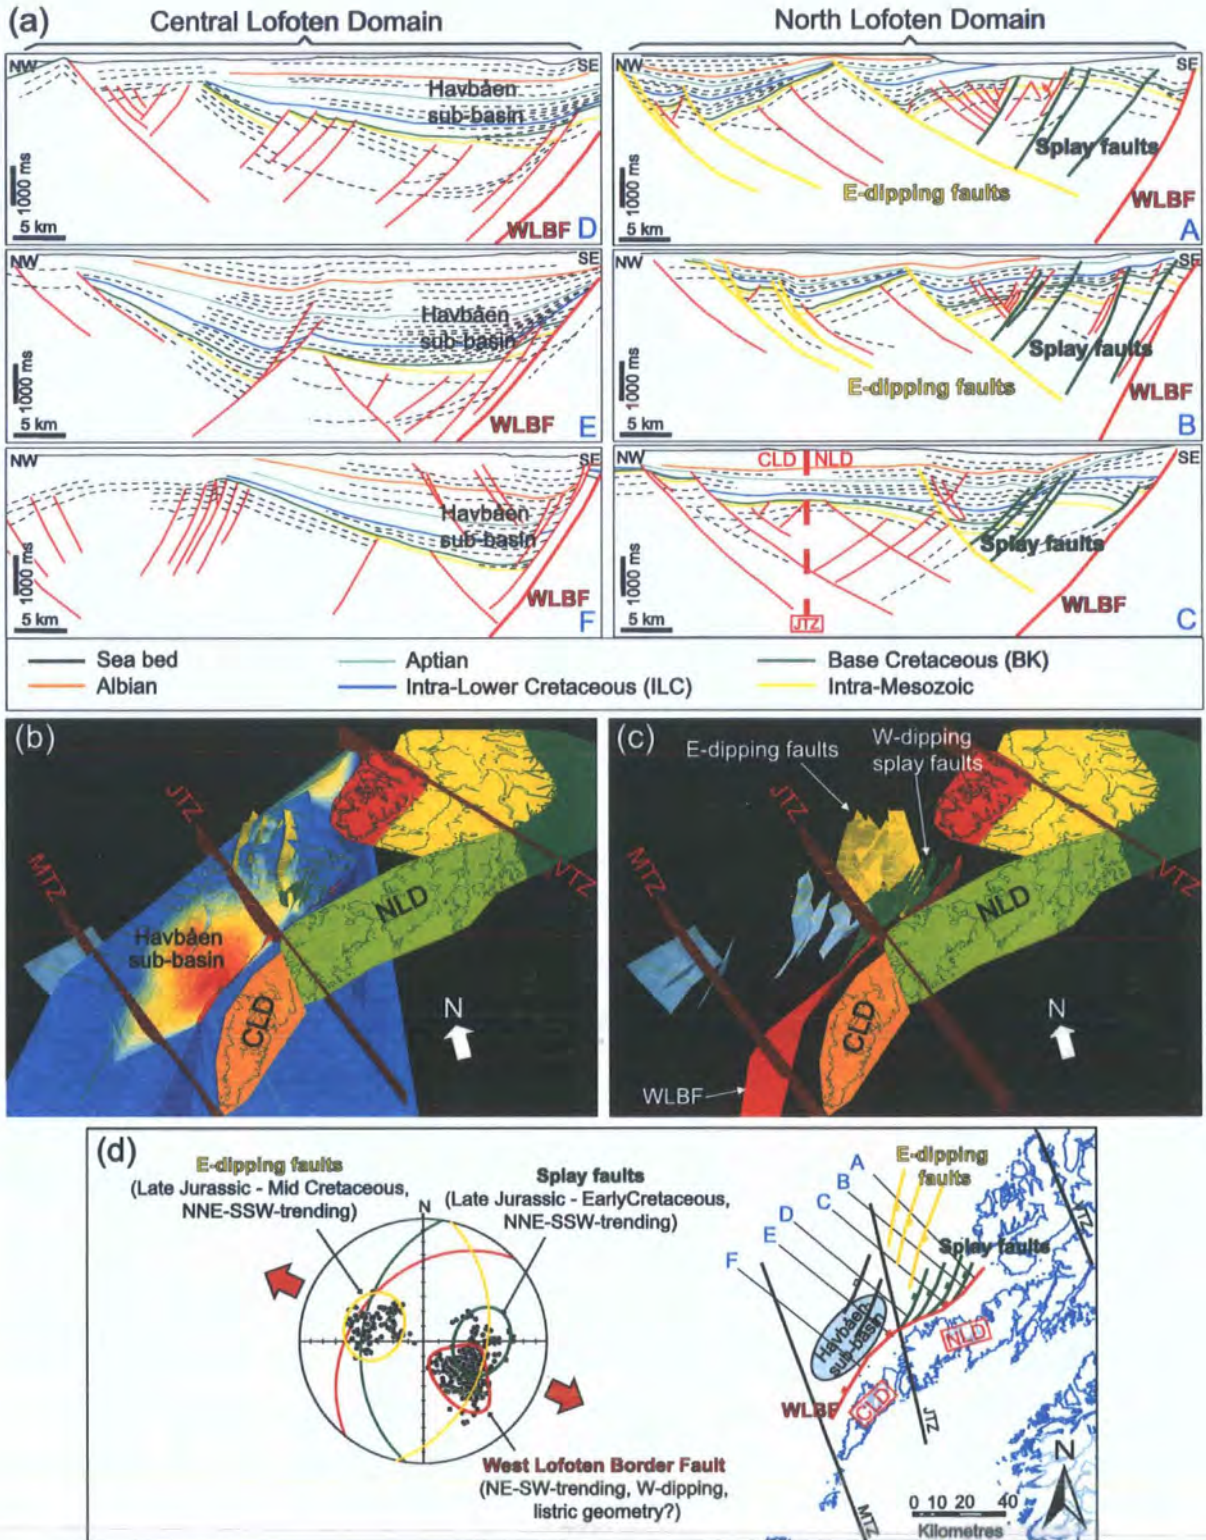 (a)
Central Lofoten Domain
North Lofoten Domain
NW
SE
Havbåen
sub-basin
1000 ms
5 km
WLBF
D
NW
SE
Splay faults
E-dipping faults
1000 ms
5 km
WLBF
A
NW
SE
Havbåen
sub-basin
1000 ms
5 km
WLBF
E
NW
SE
Splay faults
E-dipping faults
1000 ms
5 km
WLBF
B
NW
SE
Havbåen
sub-basin
1000 ms
5 km
WLBF
F
NW
CLD
NLD
SE
Splay faults
1000 ms
5 km
WLBF
JTZ
C
Sea bed
Aptian
Base Cretaceous (BK)
Albian
Intra-Lower Cretaceous (ILC)
Intra-Mesozoic
(b)
JTZ
MTZ
VTZ
NLD
Havbåen
sub-basin
CLD
N
(c)
E-dipping faults
W-dipping
splay faults
JTZ
MTZ
VTZ
NLD
CLD
N
WLBF
(d)
E-dipping faults
(Late Jurassic - Mid Cretaceous,
NNE-SSW-trending)
N
Splay faults
(Late Jurassic - EarlyCretaceous,
NNE-SSW-trending)
West Lofoten Border Fault
(NE-SW-trending, W-dipping,
listric geometry?)
A
B
C
D
E
F
E-dipping
faults
Splay faults
VTZ
Havbåen
sub-basin
NLD
CLD
WLBF
JTZ
MTZ
N
0 10 20 40
Kilometres